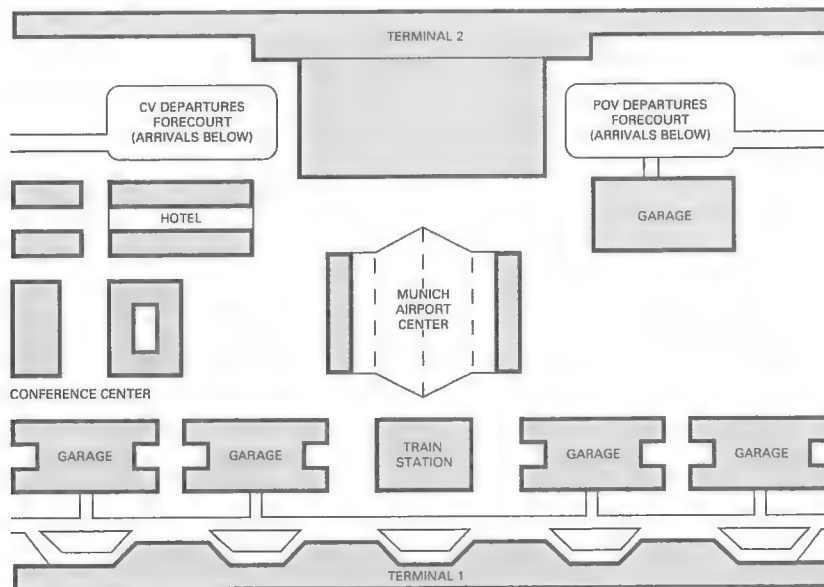 TERMINAL 2
CV DEPARTURES
FORECOURT
(ARRIVALS BELOW)
POV DEPARTURES
FORECOURT
(ARRIVALS BELOW)
HOTEL
GARAGE
MUNICH
AIRPORT
CENTER
CONFERENCE CENTER
GARAGE
GARAGE
TRAIN
STATION
GARAGE
GARAGE
TERMINAL 1